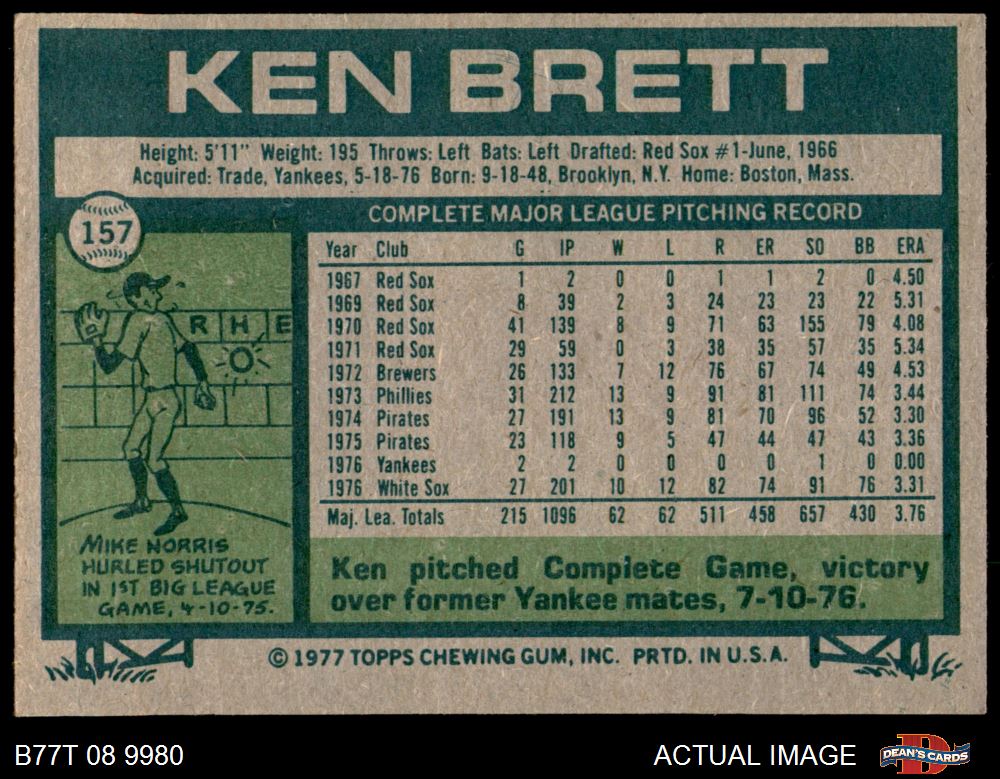 KEN BRETT
Height: 5'11" Weight: 195 Throws: Left Bats: Left Drafted: Red Sox #1-June, 1966
Acquired: Trade, Yankees, 5-18-76 Born: 9-18-48, Brooklyn, N.Y. Home: Boston, Mass.
157
COMPLETE MAJOR LEAGUE PITCHING RECORD
Year Club G IP W L R ER SO BB ERA
1967 Red Sox 1 2 0 0 1 1 2 0 4.50
1969 Red Sox 8 39 2 3 24 23 23 22 5.31
1970 Red Sox 41 139 8 9 71 63 155 79 4.08
1971 Red Sox 29 59 0 3 38 35 57 35 5.34
1972 Brewers 26 133 7 12 76 67 74 49 4.53
1973 Phillies 31 212 13 9 91 81 111 74 3.44
1974 Pirates 27 191 13 9 81 70 96 52 3.30
1975 Pirates 23 118 9 5 47 44 47 43 3.36
1976 Yankees 2 2 0 0 0 0 1 0 0.00
1976 White Sox 27 201 10 12 82 74 91 76 3.31
Maj. Lea. Totals 215 1096 62 62 511 458 657 430 3.76
R H E
O
MIKE NORRIS
HURLED SHUTOUT
IN 1ST BIG LEAGUE
GAME, 4-10-75.
Ken pitched Complete Game, victory
over former Yankee mates, 7-10-76.
© 1977 TOPPS CHEWING GUM, INC. PRTD. IN U.S.A.
B77T 08 9980
ACTUAL IMAGE
DEAN'S CARDS